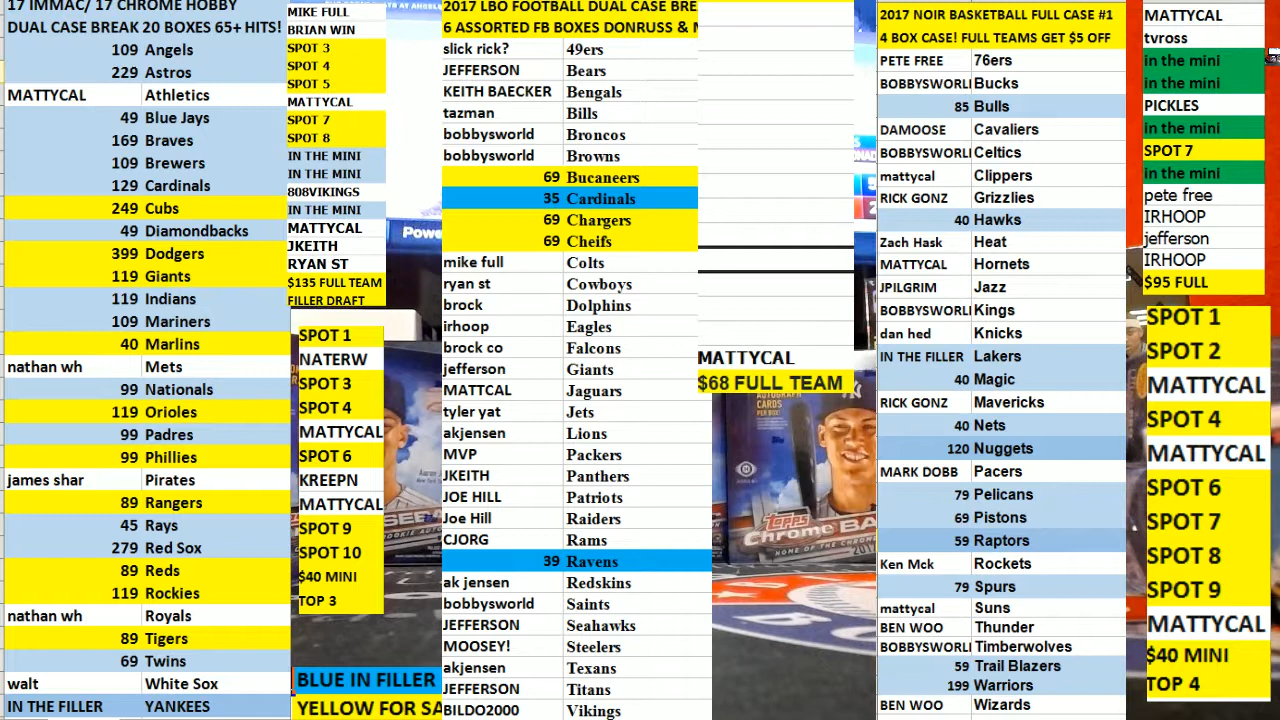 17 IMMAC/ 17 CHROME HOBBY
DUAL CASE BREAK 20 BOXES 65+ HITS!
109 Angels
229 Astros
MATTYCAL Athletics
49 Blue Jays
169 Braves
109 Brewers
129 Cardinals
249 Cubs
49 Diamondbacks
399 Dodgers
119 Giants
119 Indians
109 Mariners
40 Marlins
nathan wh Mets
99 Nationals
119 Orioles
99 Padres
99 Phillies
james shar Pirates
89 Rangers
45 Rays
279 Red Sox
89 Reds
119 Rockies
nathan wh Royals
89 Tigers
69 Twins
walt White Sox
IN THE FILLER YANKEES
MIKE FULL
BRIAN WIN
SPOT 3
SPOT 4
SPOT 5
MATTYCAL
SPOT 7
SPOT 8
IN THE MINI
IN THE MINI
808VIKINGS
IN THE MINI
MATTYCAL
JKEITH
RYAN ST
$135 FULL TEAM
FILLER DRAFT
SPOT 1
NATERW
SPOT 3
SPOT 4
MATTYCAL
SPOT 6
KREEPN
MATTYCAL
SPOT 9
SPOT 10
$40 MINI
TOP 3
BLUE IN FILLER
YELLOW FOR SA
2017 LBO FOOTBALL DUAL CASE BRE
6 ASSORTED FB BOXES DONRUSS &
slick rick? 49ers
JEFFERSON Bears
KEITH BAECKER Bengals
tazman Bills
bobbysworld Broncos
bobbysworld Browns
69 Bucaneers
35 Cardinals
69 Chargers
69 Cheifs
mike full Colts
ryan st Cowboys
brock Dolphins
irhoop Eagles
brock co Falcons
jefferson Giants
MATTCAL Jaguars
tyler yat Jets
akjensen Lions
MVP Packers
JKEITH Panthers
JOE HILL Patriots
Joe Hill Raiders
CJORG Rams
39 Ravens
ak jensen Redskins
bobbysworld Saints
JEFFERSON Seahawks
MOOSEY! Steelers
akjensen Texans
JEFFERSON Titans
BILDO2000 Vikings
Powe
MATTYCAL
$68 FULL TEAM
AUTOGRAPH
CARDS
PER BOX!
Topps
Chrome BA
HOME OF THE
2017 NOIR BASKETBALL FULL CASE #1
4 BOX CASE! FULL TEAMS GET $5 OFF
PETE FREE 76ers
BOBBYSWORL Bucks
85 Bulls
DAMOOSE Cavaliers
BOBBYSWORL Celtics
mattycal Clippers
RICK GONZ Grizzlies
40 Hawks
Zach Hask Heat
MATTYCAL Hornets
JPILGRIM Jazz
BOBBYSWORL Kings
dan hed Knicks
IN THE FILLER Lakers
40 Magic
RICK GONZ Mavericks
40 Nets
120 Nuggets
MARK DOBB Pacers
79 Pelicans
69 Pistons
59 Raptors
Ken Mck Rockets
79 Spurs
mattycal Suns
BEN WOO Thunder
BOBBYSWORL Timberwolves
59 Trail Blazers
199 Warriors
BEN WOO Wizards
MATTYCAL
tvross
in the mini
in the mini
PICKLES
in the mini
SPOT 7
in the mini
pete free
IRHOOP
jefferson
IRHOOP
$95 FULL
SPOT 1
SPOT 2
MATTYCAL
SPOT 4
MATTYCAL
SPOT 6
SPOT 7
SPOT 8
SPOT 9
MATTYCAL
$40 MINI
TOP 4